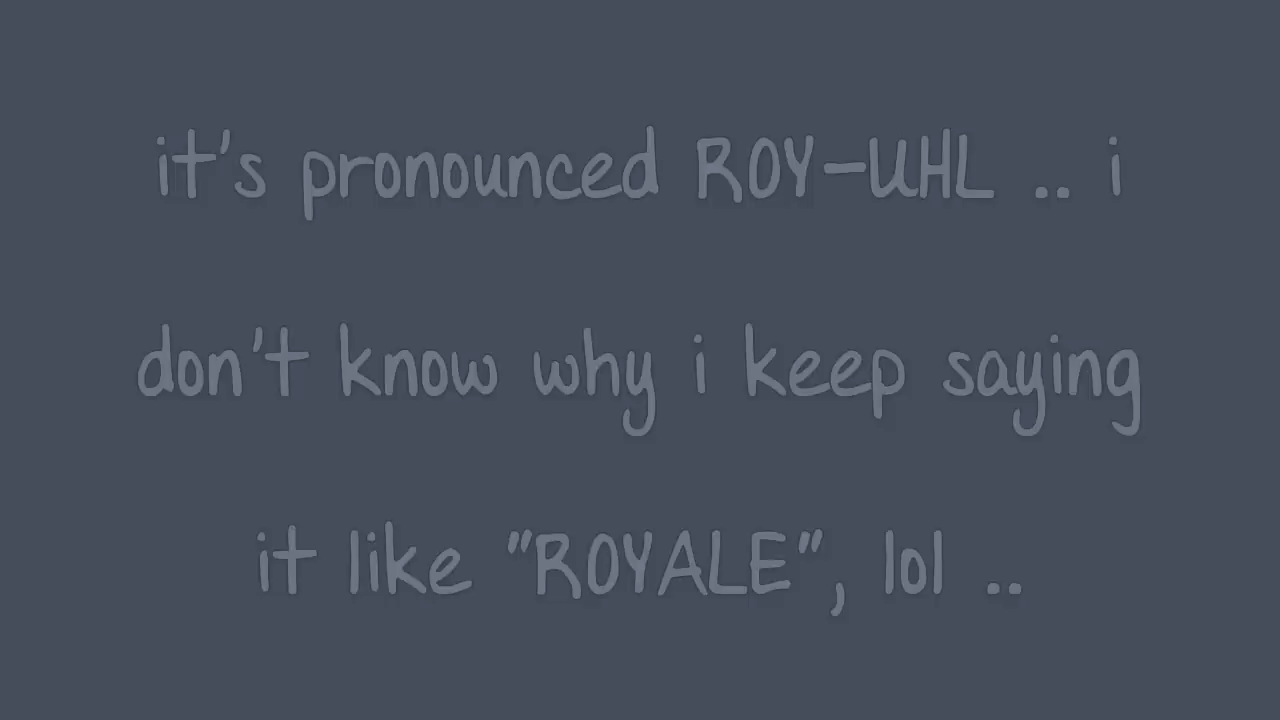 it's pronounced ROY-UHL .. i
don't know why i keep saying
it like "ROYALE", lol ..